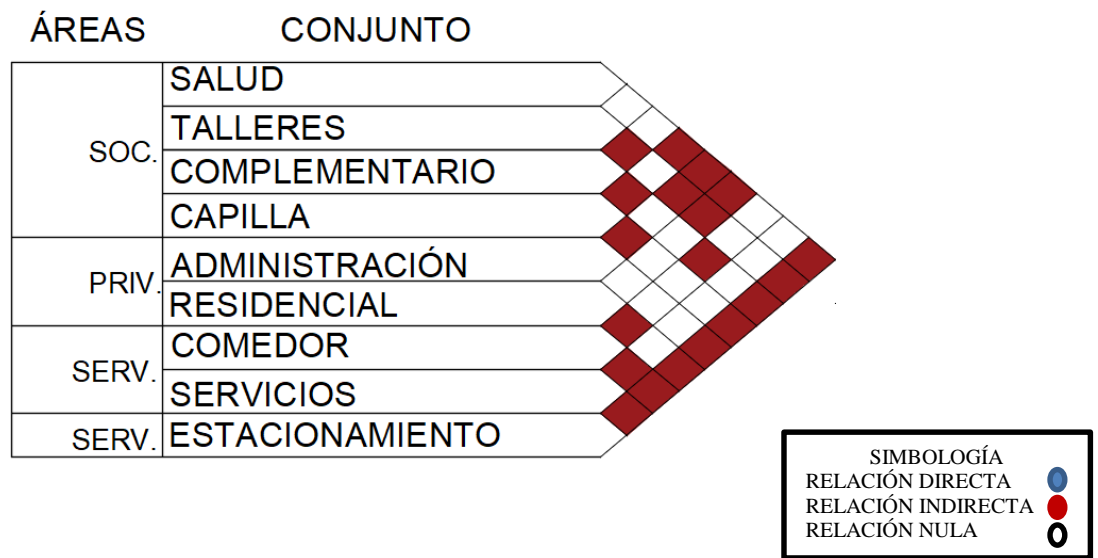 ÁREAS CONJUNTO
SALUD
TALLERES
SOC.
COMPLEMENTARIO
CAPILLA
ADMINISTRACIÓN
PRIV.
RESIDENCIAL
COMEDOR
SERV.
SERVICIOS
SERV. ESTACIONAMIENTO
SIMBOLOGÍA
RELACIÓN DIRECTA
RELACIÓN INDIRECTA
RELACIÓN NULA